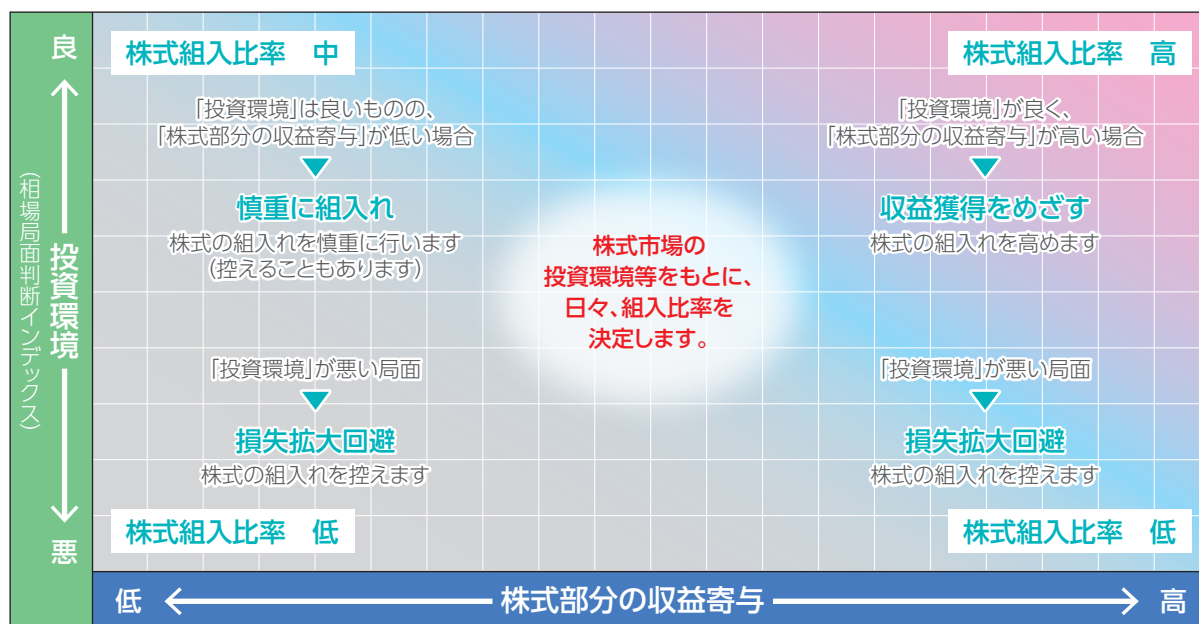 良
投資環境
(相場局面判断インデックス)
悪
株式組入比率 中
「投資環境」は良いものの、
「株式部分の収益寄与」が低い場合
慎重に組入れ
株式の組入れを慎重に行います
(控えることもあります)
株式組入比率 高
「投資環境」が良く、
「株式部分の収益寄与」が高い場合
収益獲得をめざす
株式の組入れを高めます
株式市場の
投資環境等をもとに、
日々、組入比率を
決定します。
「投資環境」が悪い局面
損失拡大回避
株式の組入れを控えます
株式組入比率 低
「投資環境」が悪い局面
損失拡大回避
株式の組入れを控えます
株式組入比率 低
低
株式部分の収益寄与
高